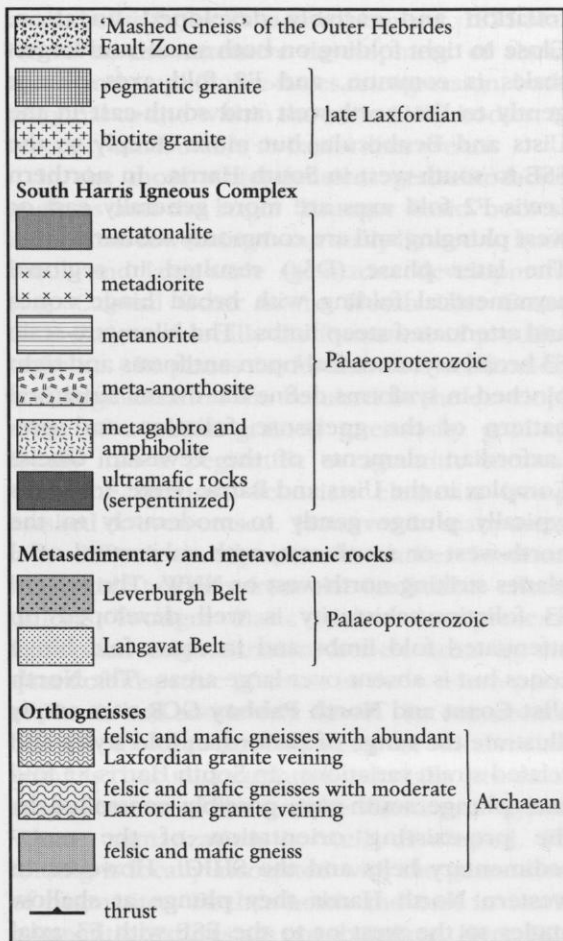 'Mashed Gneiss' of the Outer Hebrides
Fault Zone
pegmatitic granite
late Laxfordian
biotite granite
South Harris Igneous Complex
metatonalite
metadiorite
metanorite
Palaeoproterozoic
meta-anorthosite
metagabbro and
amphibolite
ultramafic rocks
(serpentinized)
Metasedimentary and metavolcanic rocks
Leverburgh Belt
Palaeoproterozoic
Langavat Belt
Orthogneisses
felsic and mafic gneisses with abundant
Laxfordian granite veining
felsic and mafic gneisses with moderate
Laxfordian granite veining
Archaean
felsic and mafic gneiss
thrust